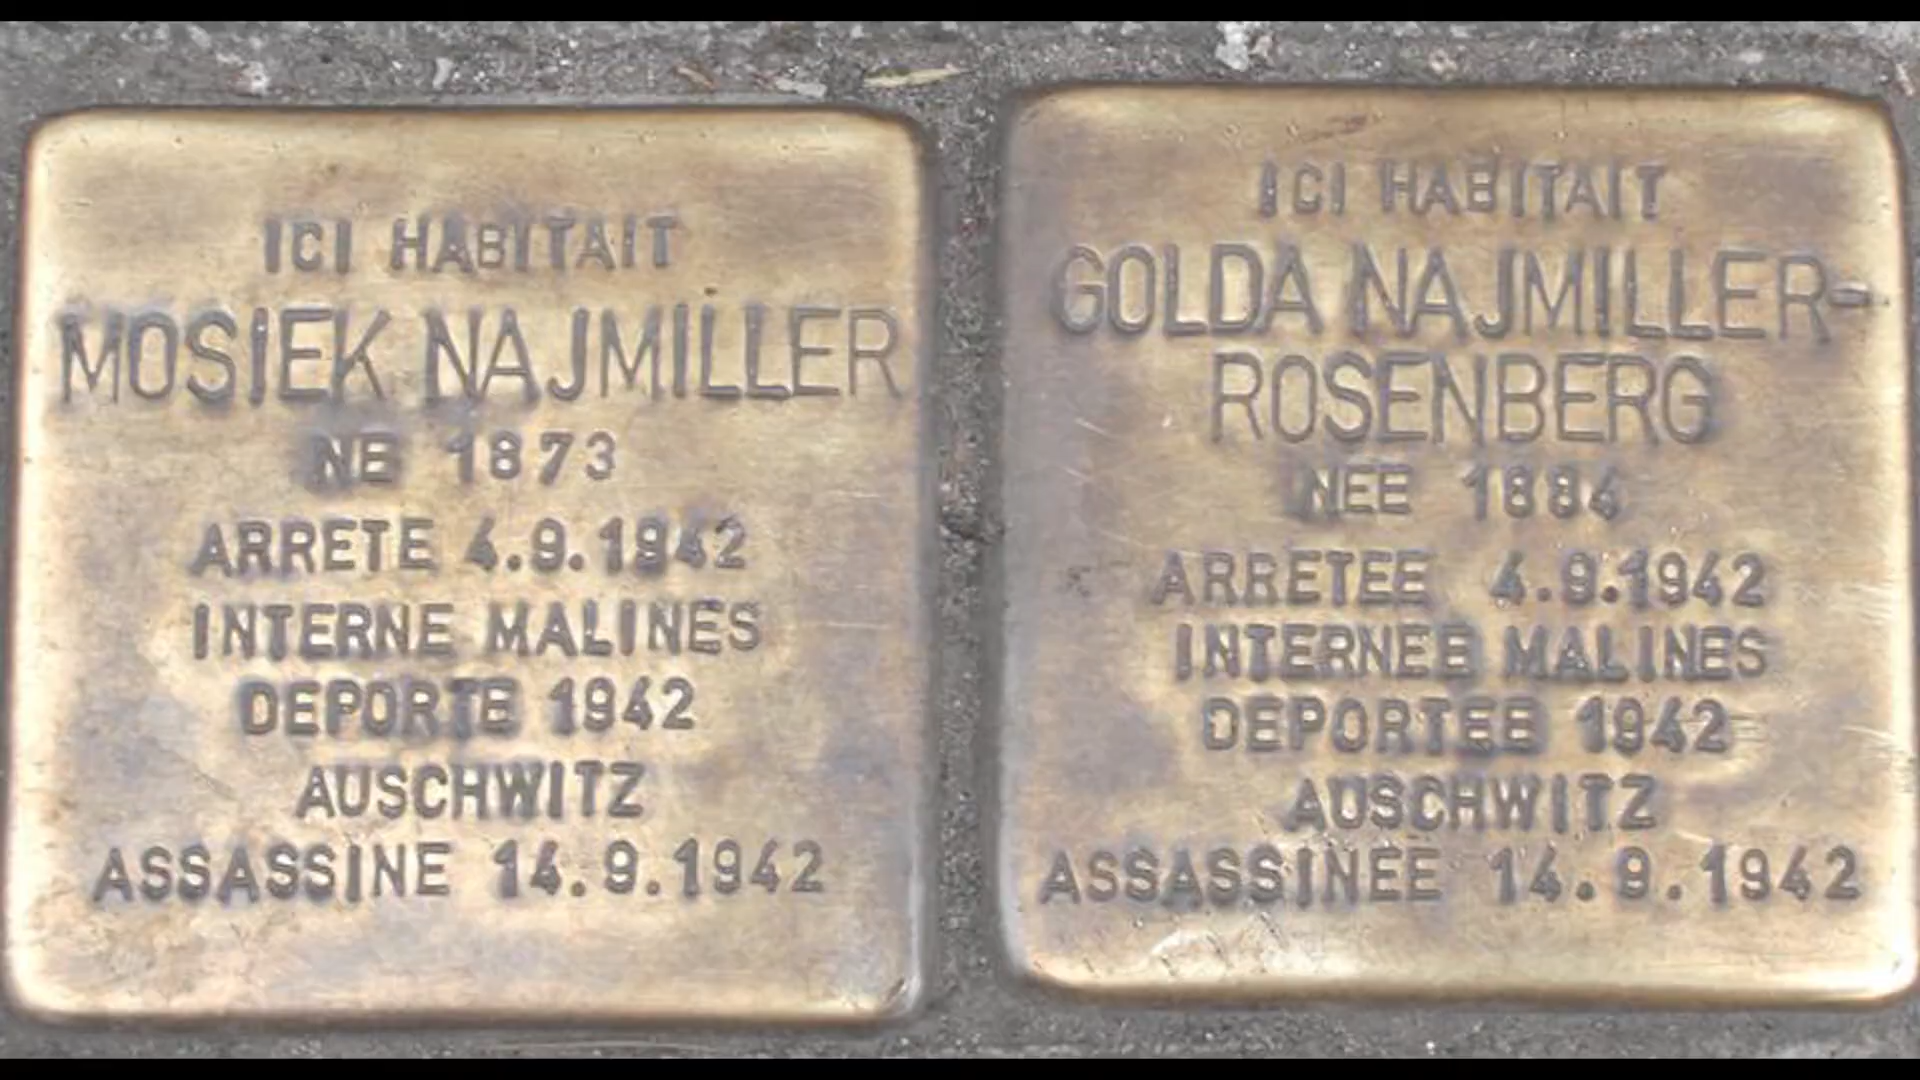 ICI HABITAIT
MOSIEK NAJMILLER
NE 1873
ARRETE 4.9.1942
INTERNE MALINES
DEPORTE 1942
AUSCHWITZ
ASSASSINE 14.9.1942
ICI HABITAIT
GOLDA NAJMILLER-
ROSENBERG
NEE 1884
ARRETEE 4.9.1942
INTERNEE MALINES
DEPORTEE 1942
AUSCHWITZ
ASSASSINEE 14.9.1942